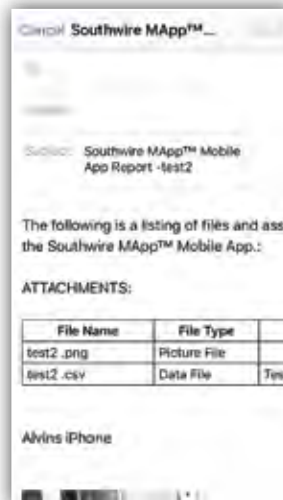 Cancel Southwire MApp™...
Subject: Southwire MApp™ Mobile
App Report -test2
The following is a listing of files and ass
the Southwire MApp™ Mobile App.:
ATTACHMENTS:
File Name File Type
test2 .png Picture File
test2 .csv Data File Tes
Alvins iPhone